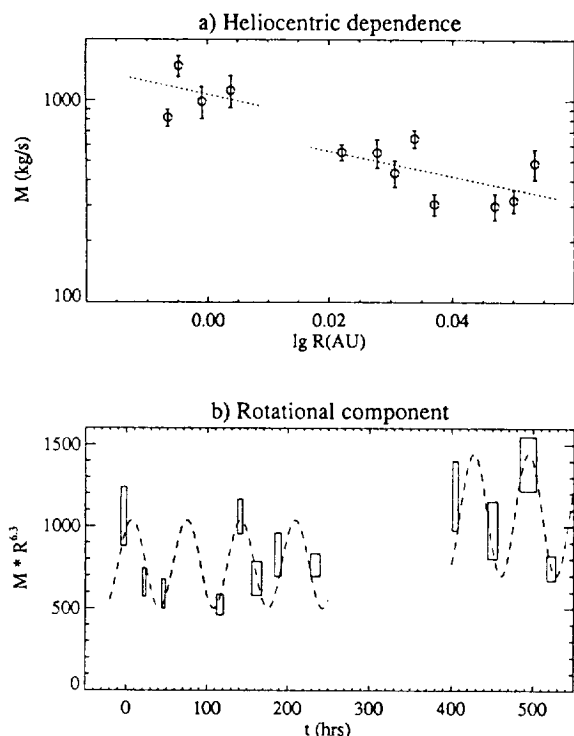 a) Heliocentric dependence
1000
100
M (kg/s)
0.00 0.02 0.04
lg R(AU)
b) Rotational component
1500
1000
500
0
M * R^6.3
0 100 200 300 400 500
t (hrs)